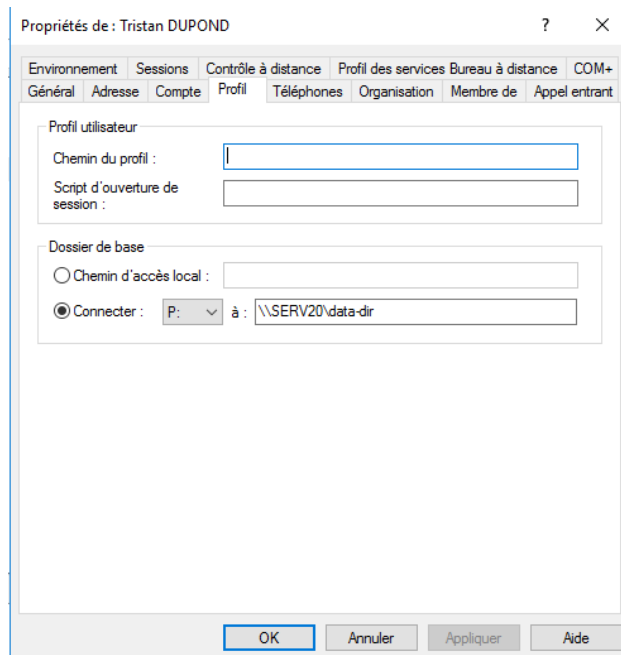 Propriétés de : Tristan DUPOND ? ×
Environnement Sessions Contrôle à distance Profil des services Bureau à distance COM+
Général Adresse Compte Profil Téléphones Organisation Membre de Appel entrant
Profil utilisateur
Chemin du profil :
Script d'ouverture de
session :
Dossier de base
Chemin d'accès local :
Connecter : P: à : \\SERV20\data-dir
OK Annuler Appliquer Aide